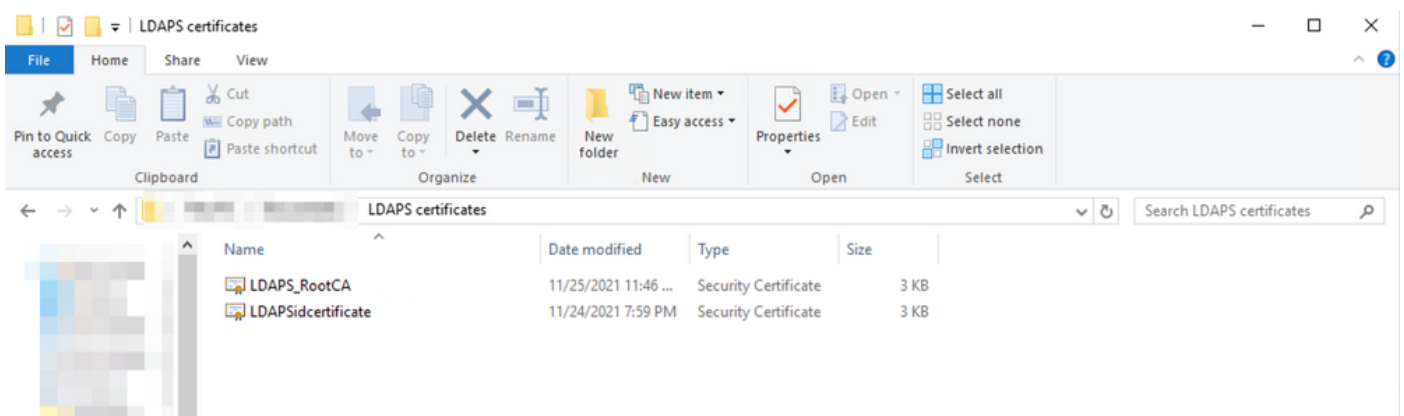 LDAPS certificates
File Home Share View
Pin to Quick access
Copy
Paste
Cut
Copy path
Paste shortcut
Clipboard
Move to
Copy to
Delete
Rename
Organize
New folder
New item
Easy access
New
Properties
Open
Edit
Open
Select all
Select none
Invert selection
Select
LDAPS certificates
Search LDAPS certificates
Name Date modified Type Size
LDAPS_RootCA 11/25/2021 11:46 ... Security Certificate 3 KB
LDAPSidcertificate 11/24/2021 7:59 PM Security Certificate 3 KB